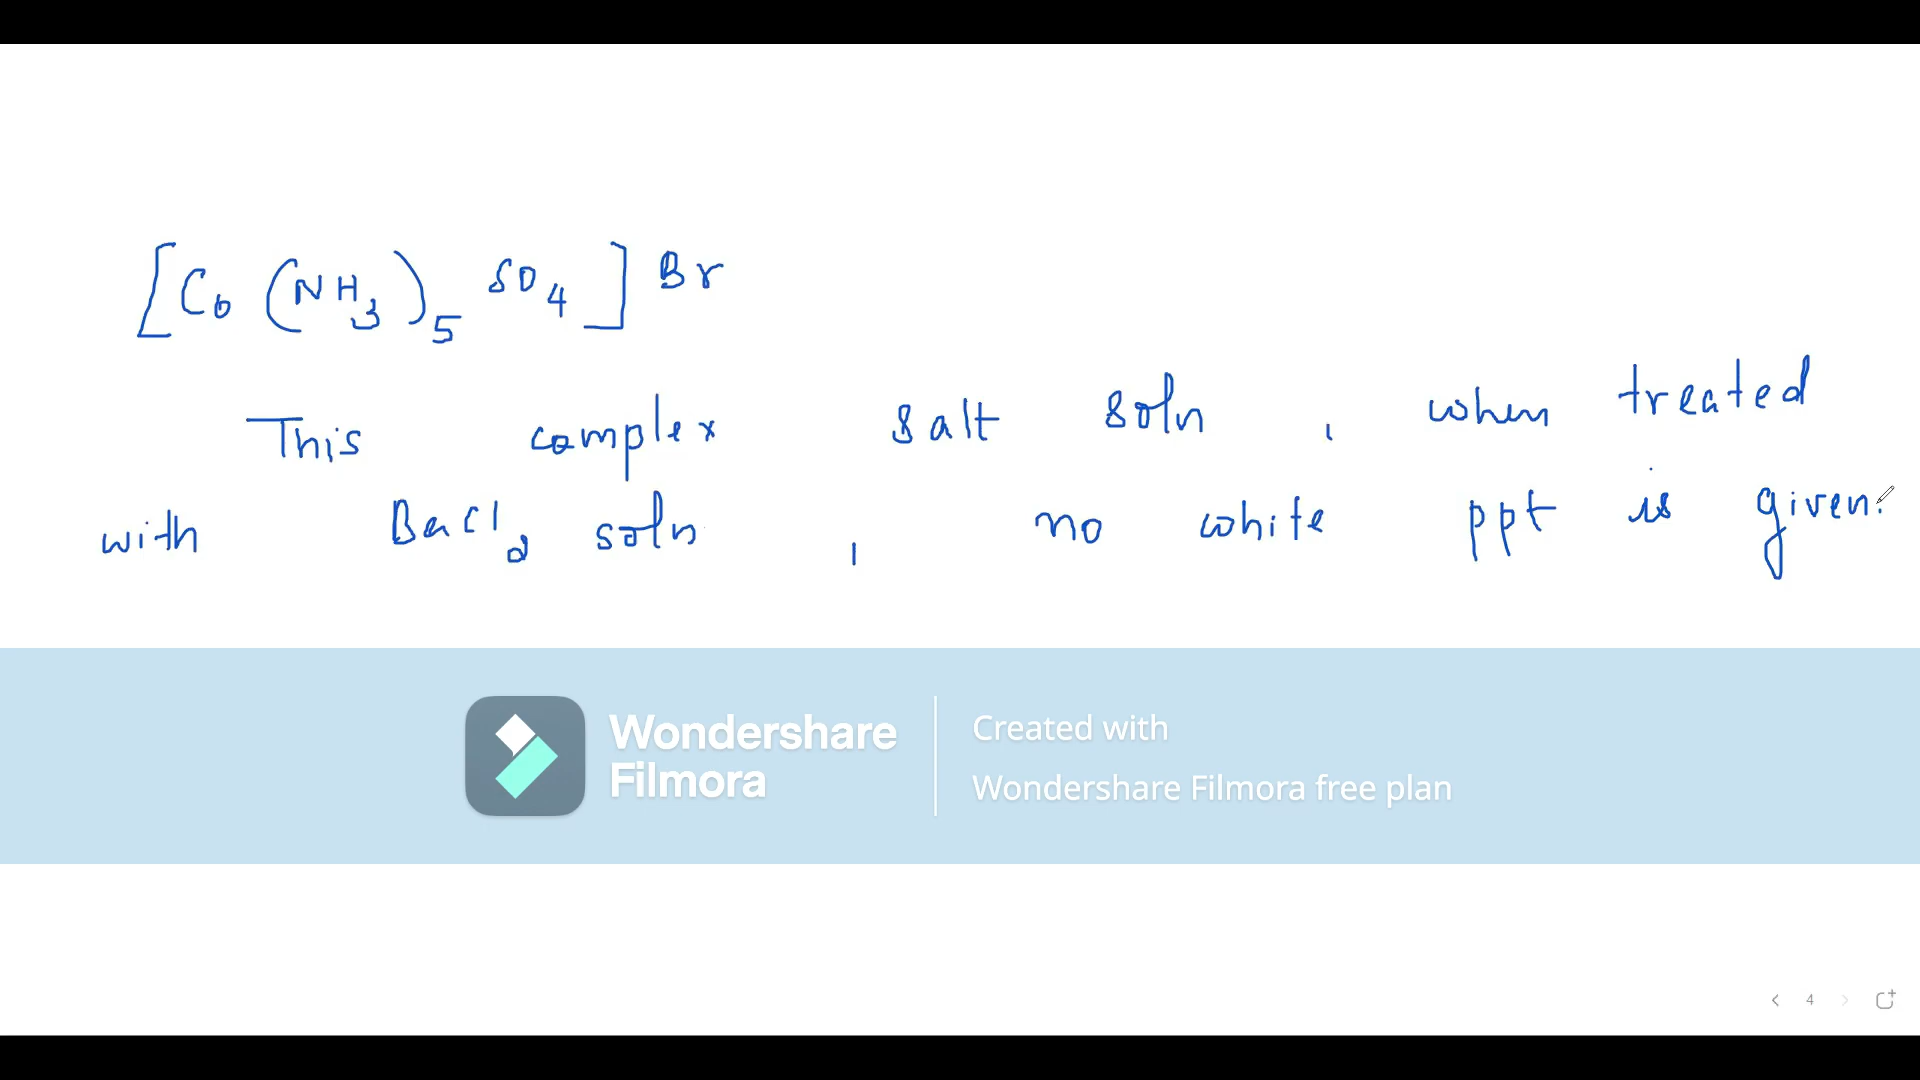 [Co (NH3)5 SO4] Br
This complex salt soln, when treated
with BaCl2 soln, no white ppt is given.
Wondershare
Filmora
Created with
Wondershare Filmora free plan
4